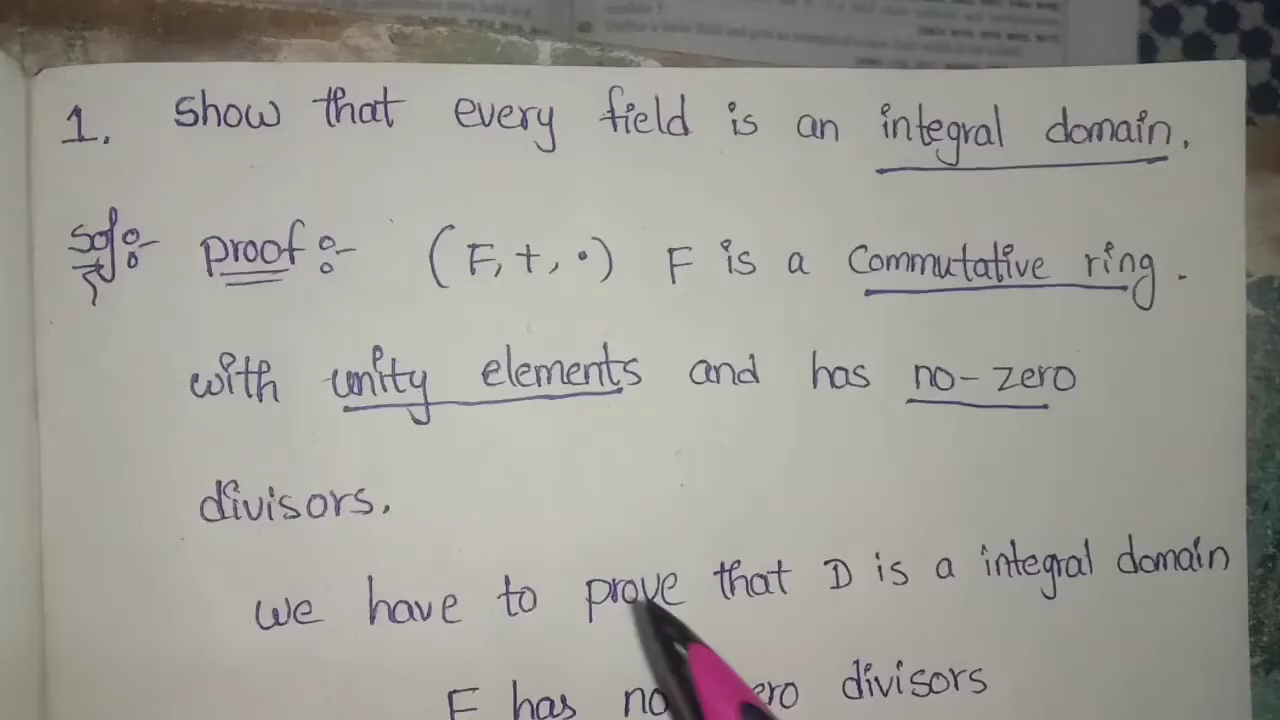 1. Show that every field is an integral domain.
Sol:- proof:- (F, +, •) F is a commutative ring.
with unity elements and has no-zero
divisors.
We have to prove that D is a integral domain
F has no divisors